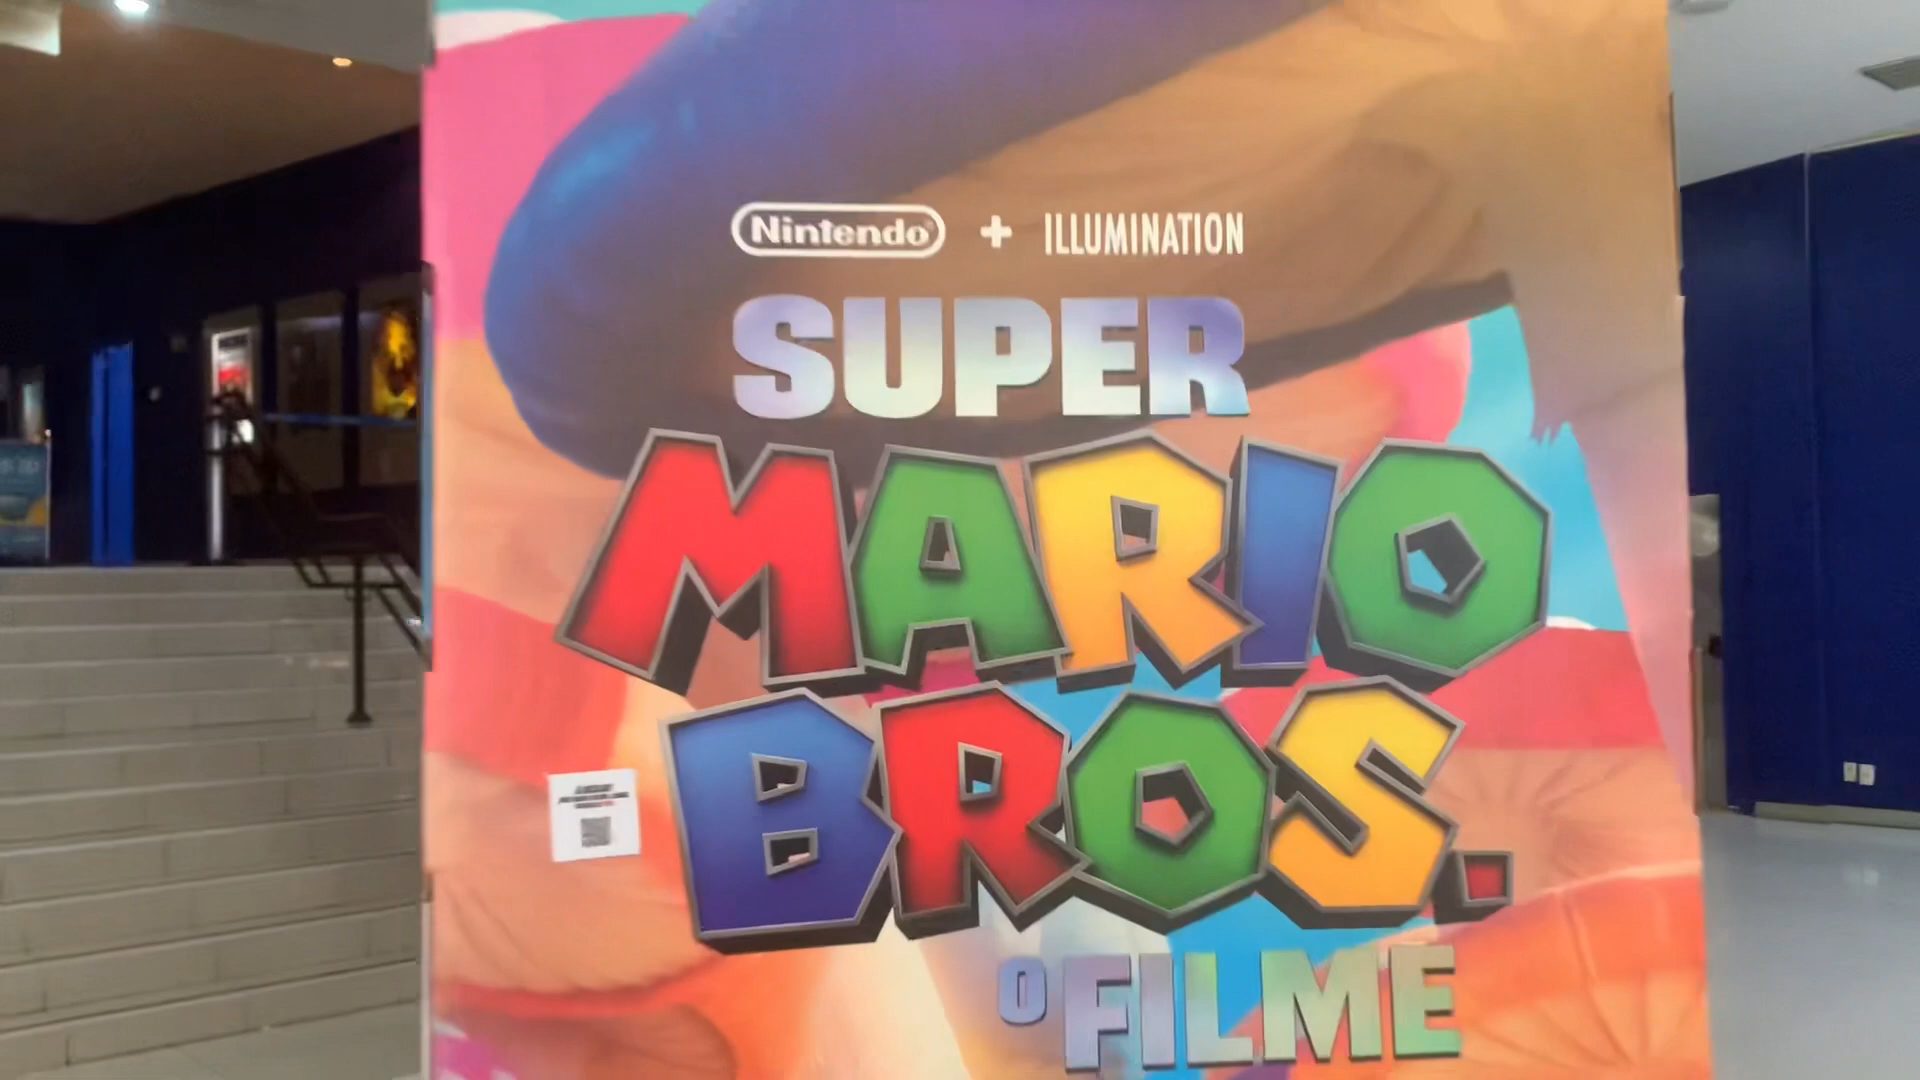 Nintendo + ILLUMINATION
SUPER
MARIO
BROS.
O FILME